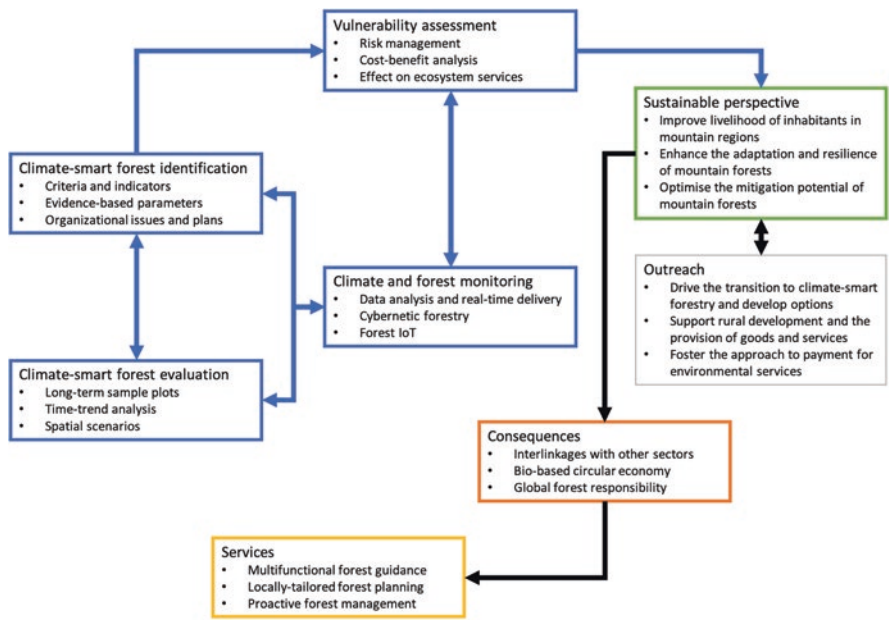 Vulnerability assessment
• Risk management
• Cost-benefit analysis
• Effect on ecosystem services
Sustainable perspective
• Improve livelihood of inhabitants in
mountain regions
• Enhance the adaptation and resilience
of mountain forests
• Optimise the mitigation potential of
mountain forests
Climate-smart forest identification
• Criteria and indicators
• Evidence-based parameters
• Organizational issues and plans
Climate and forest monitoring
• Data analysis and real-time delivery
• Cybernetic forestry
• Forest IoT
Outreach
• Drive the transition to climate-smart
forestry and develop options
• Support rural development and the
provision of goods and services
• Foster the approach to payment for
environmental services
Climate-smart forest evaluation
• Long-term sample plots
• Time-trend analysis
• Spatial scenarios
Consequences
• Interlinkages with other sectors
• Bio-based circular economy
• Global forest responsibility
Services
• Multifunctional forest guidance
• Locally-tailored forest planning
• Proactive forest management